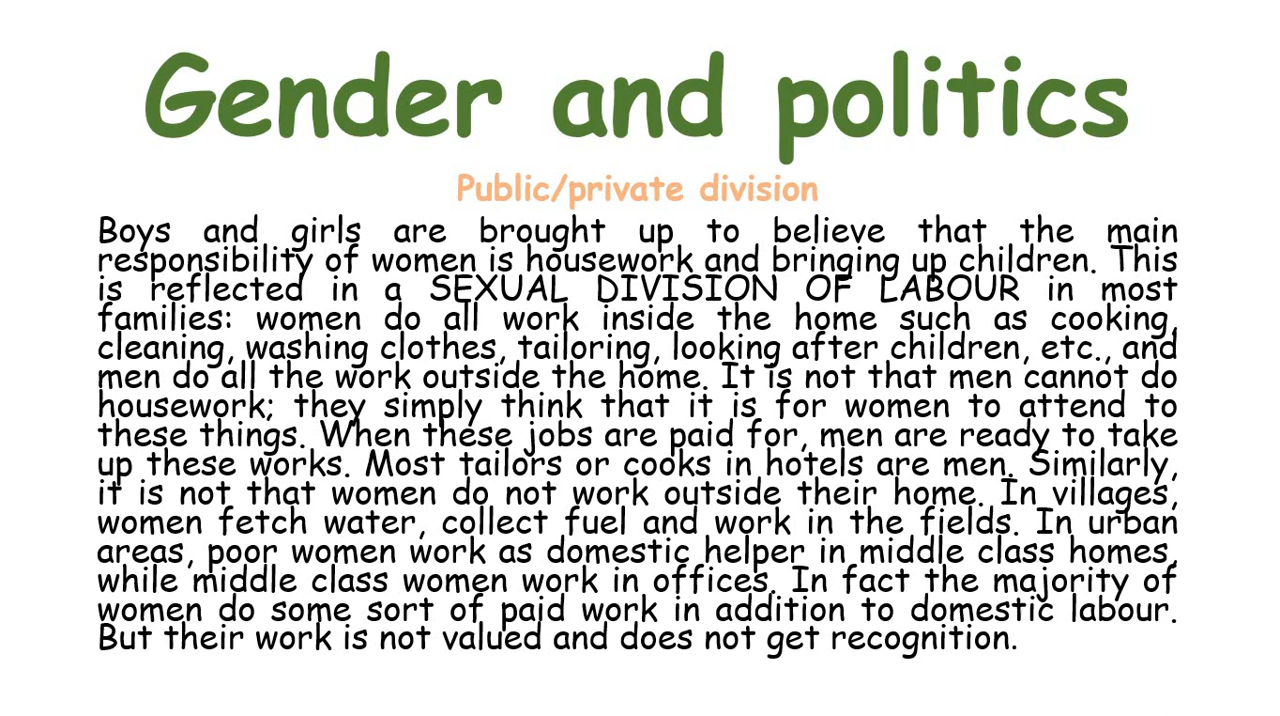 Gender and politics
Public/private division
Boys and girls are brought up to believe that the main
responsibility of women is housework and bringing up children. This
is reflected in a SEXUAL DIVISION OF LABOUR in most
families: women do all work inside the home such as cooking,
cleaning, washing clothes, tailoring, looking after children, etc., and
men do all the work outside the home. It is not that men cannot do
housework; they simply think that it is for women to attend to
these things. When these jobs are paid for, men are ready to take
up these works. Most tailors or cooks in hotels are men. Similarly,
it is not that women do not work outside their home. In villages,
women fetch water, collect fuel and work in the fields. In urban
areas, poor women work as domestic helper in middle class homes,
while middle class women work in offices. In fact the majority of
women do some sort of paid work in addition to domestic labour.
But their work is not valued and does not get recognition.